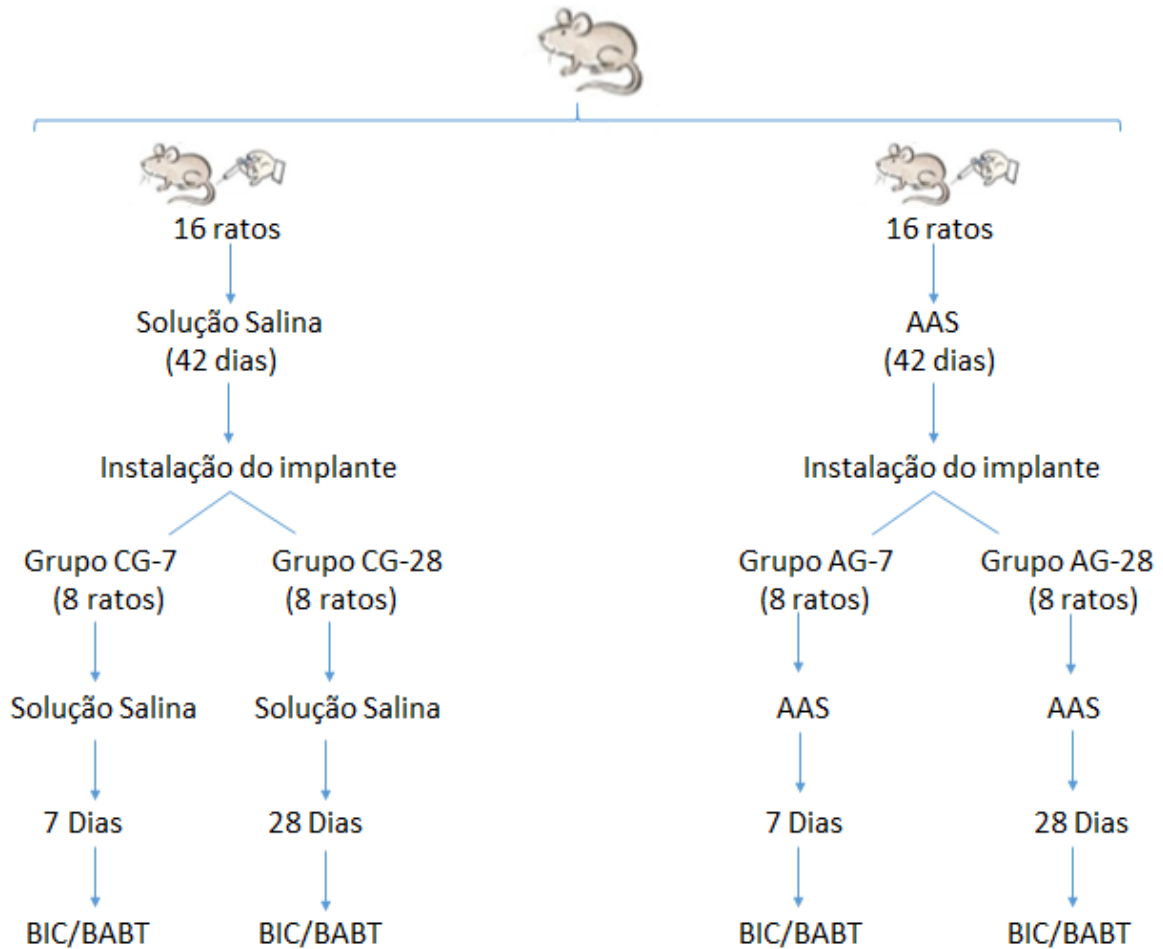 16 ratos
16 ratos
Solução Salina
(42 dias)
AAS
(42 dias)
Instalação do implante
Instalação do implante
Grupo CG-7
(8 ratos)
Grupo CG-28
(8 ratos)
Grupo AG-7
(8 ratos)
Grupo AG-28
(8 ratos)
Solução Salina
Solução Salina
AAS
AAS
7 Dias
28 Dias
7 Dias
28 Dias
BIC/BABT
BIC/BABT
BIC/BABT
BIC/BABT